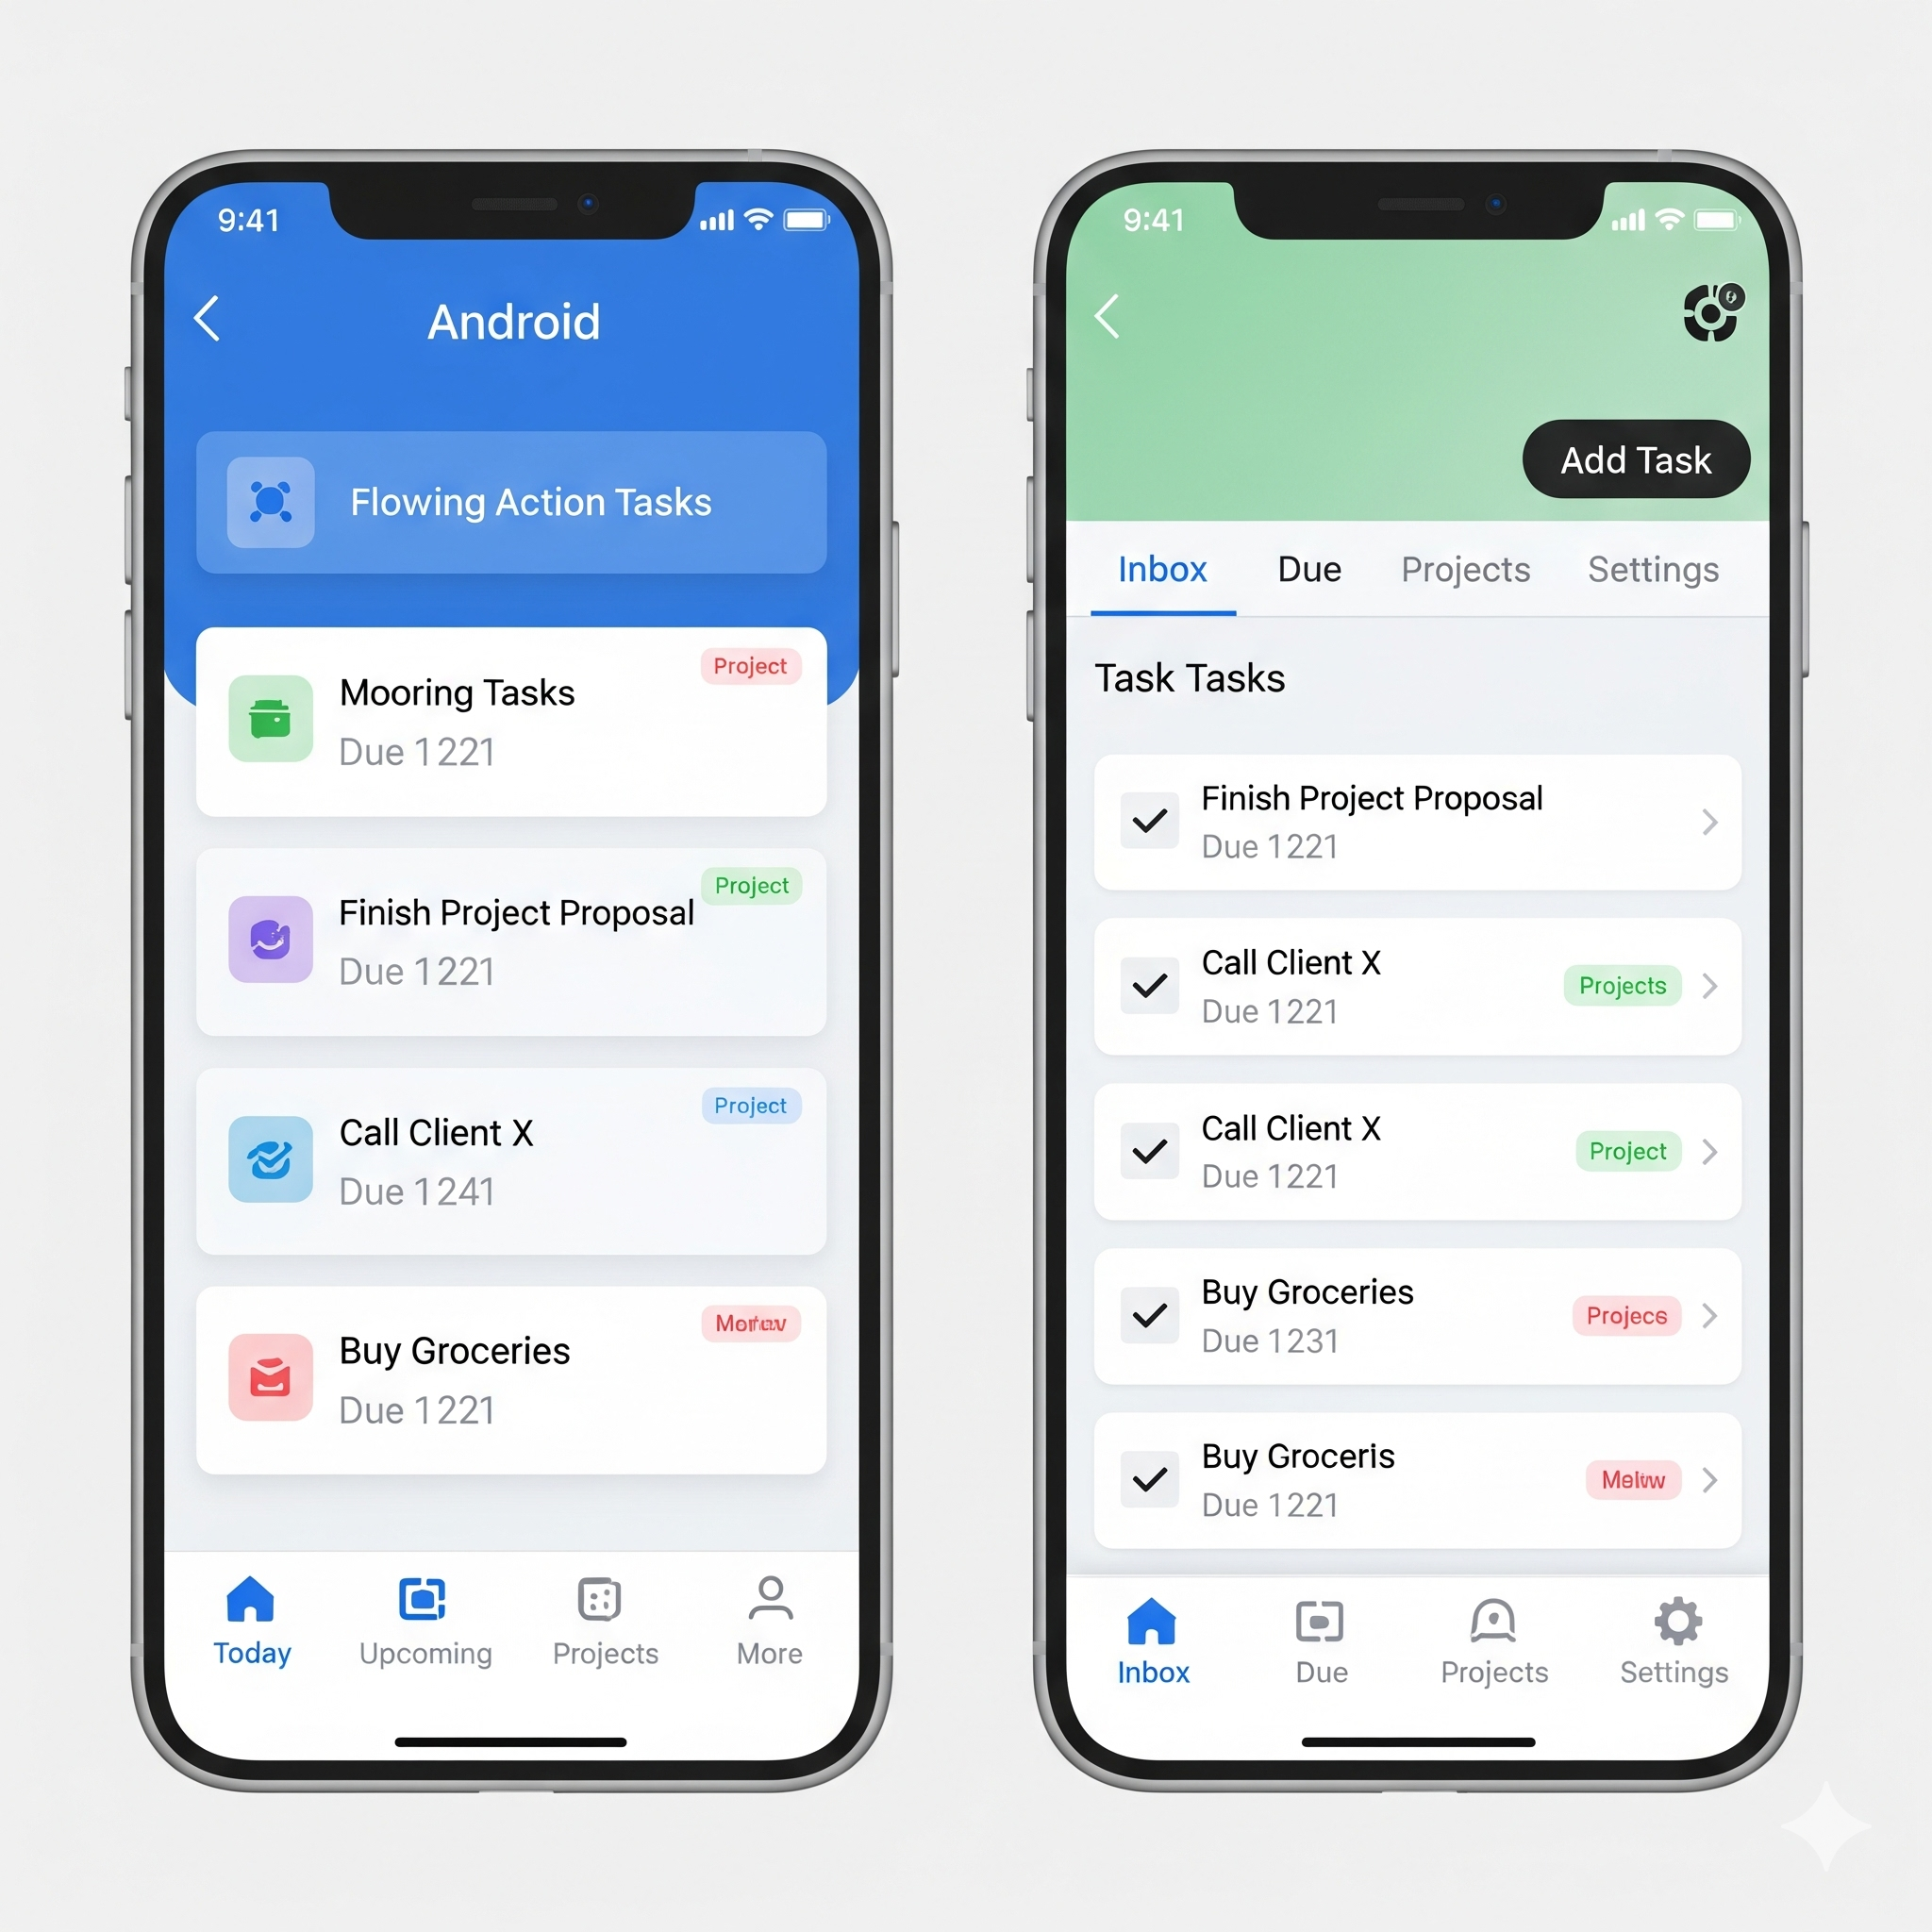 9:41
Android
Flowing Action Tasks
Project
Mooring Tasks
Due 1221
Project
Finish Project Proposal
Due 1221
Project
Call Client X
Due 1241
Buy Groceries
Due 1221
Today
Upcoming
Projects
More
9:41
Add Task
Inbox
Due
Projects
Settings
Task Tasks
Finish Project Proposal
Due 1221
Call Client X
Projects
Due 1221
Call Client X
Project
Due 1221
Buy Groceries
Projecs
Due 1231
Buy Groceris
Due 1221
Inbox
Due
Projects
Settings